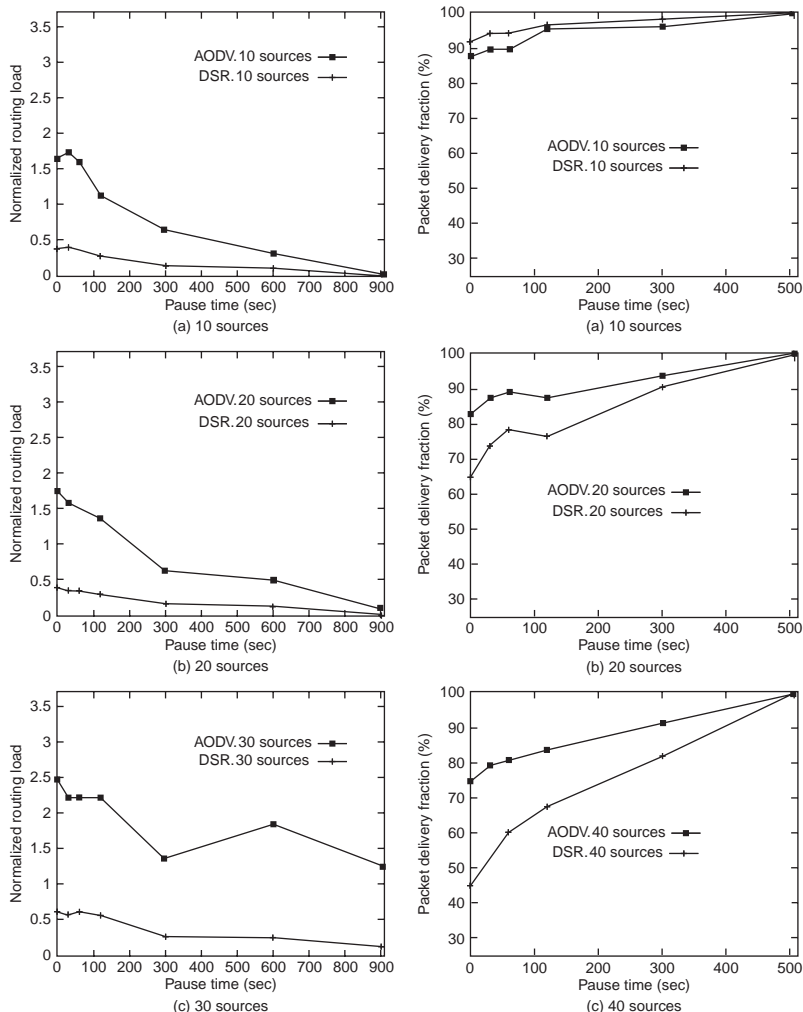 3.5
3
2.5
2
1.5
1
0.5
0
Normalized routing load
AODV.10 sources
DSR.10 sources
0 100 200 300 400 500 600 700 800 900
Pause time (sec)
(a) 10 sources
100
90
80
70
60
50
40
30
Packet delivery fraction (%)
AODV.10 sources
DSR.10 sources
0 100 200 300 400 500
Pause time (sec)
(a) 10 sources
3.5
3
2.5
2
1.5
1
0.5
0
Normalized routing load
AODV.20 sources
DSR.20 sources
0 100 200 300 400 500 600 700 800 900
Pause time (sec)
(b) 20 sources
100
90
80
70
60
50
40
30
Packet delivery fraction (%)
AODV.20 sources
DSR.20 sources
0 100 200 300 400 500
Pause time (sec)
(b) 20 sources
3.5
3
2.5
2
1.5
1
0.5
0
Normalized routing load
AODV.30 sources
DSR.30 sources
0 100 200 300 400 500 600 700 800 900
Pause time (sec)
(c) 30 sources
100
90
80
70
60
50
40
30
Packet delivery fraction (%)
AODV.40 sources
DSR.40 sources
0 100 200 300 400 500
Pause time (sec)
(c) 40 sources